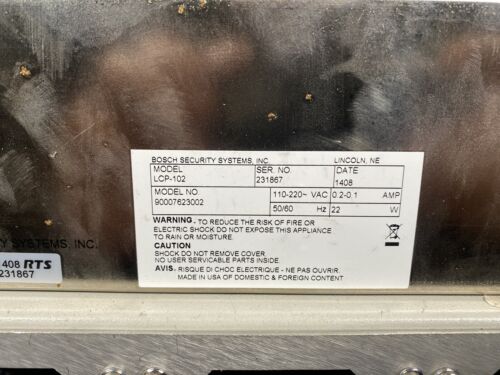 BOSCH SECURITY SYSTEMS, INC. LINCOLN, NE
MODEL SER. NO. DATE
LCP-102 231867 1408
MODEL NO. 110-220~ VAC 0.2-0.1 AMP
90007623002 50/60 Hz 22 W
WARNING. TO REDUCE THE RISK OF FIRE OR
ELECTRIC SHOCK DO NOT EXPOSE THIS APPLIANCE
TO RAIN OR MOISTURE.
CAUTION
SHOCK DO NOT REMOVE COVER.
NO USER SERVICABLE PARTS INSIDE.
AVIS- RISQUE DI CHOC ELECTRIQUE - NE PAS OUVRIR.
MADE IN USA OF DOMESTIC & FOREIGN CONTENT
SECURITY SYSTEMS, INC.
1408 RTS
231867